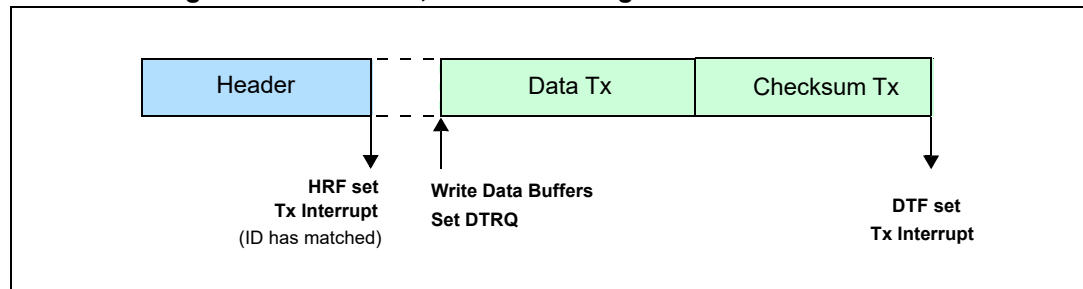 Header
Data Tx
Checksum Tx
HRF set
Tx Interrupt
(ID has matched)
Write Data Buffers
Set DTRQ
DTF set
Tx Interrupt